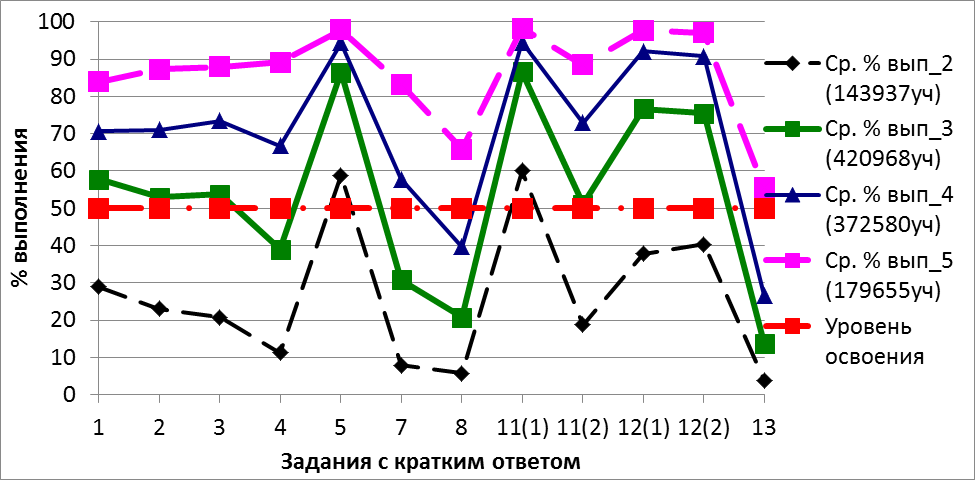 % выполнения
100
90
80
70
60
50
40
30
20
10
0
1 2 3 4 5 7 8 11(1) 11(2) 12(1) 12(2) 13
Задания с кратким ответом
Ср. % вып_2
(143937уч)
Ср. % вып_3
(420968уч)
Ср. % вып_4
(372580уч)
Ср. % вып_5
(179655уч)
Уровень
освоения